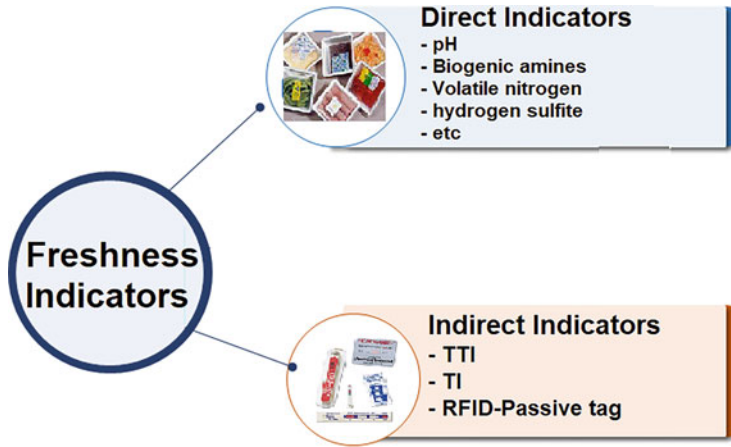 Direct Indicators
- pH
- Biogenic amines
- Volatile nitrogen
- hydrogen sulfite
- etc
Freshness
Indicators
Indirect Indicators
- TTI
- TI
- RFID-Passive tag